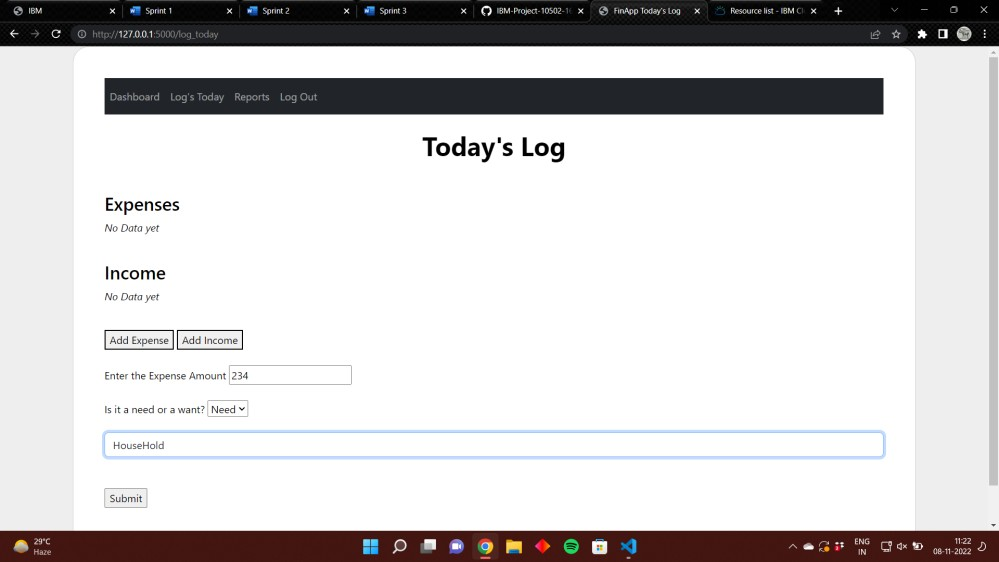 IBM
Sprint 1
Sprint 2
Sprint 3
IBM-Project-10502-16
FinApp Today's Log
Resource list - IBM Cl
http://127.0.0.1:5000/log_today
Dashboard Log's Today Reports Log Out
Today's Log
Expenses
No Data yet
Income
No Data yet
Add Expense Add Income
Enter the Expense Amount 234
Is it a need or a want? Need
HouseHold
Submit
29°C
Haze
ENG
IN
11:22
08-11-2022